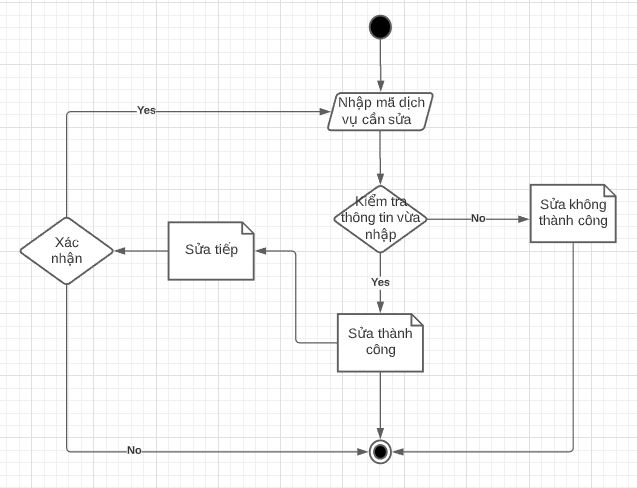 Yes
Nhập mã dịch
vụ cần sửa
Kiểm tra
thông tin vừa
nhập
No
Sửa không
thành công
Xác
nhận
Sửa tiếp
Yes
Sửa thành
công
No